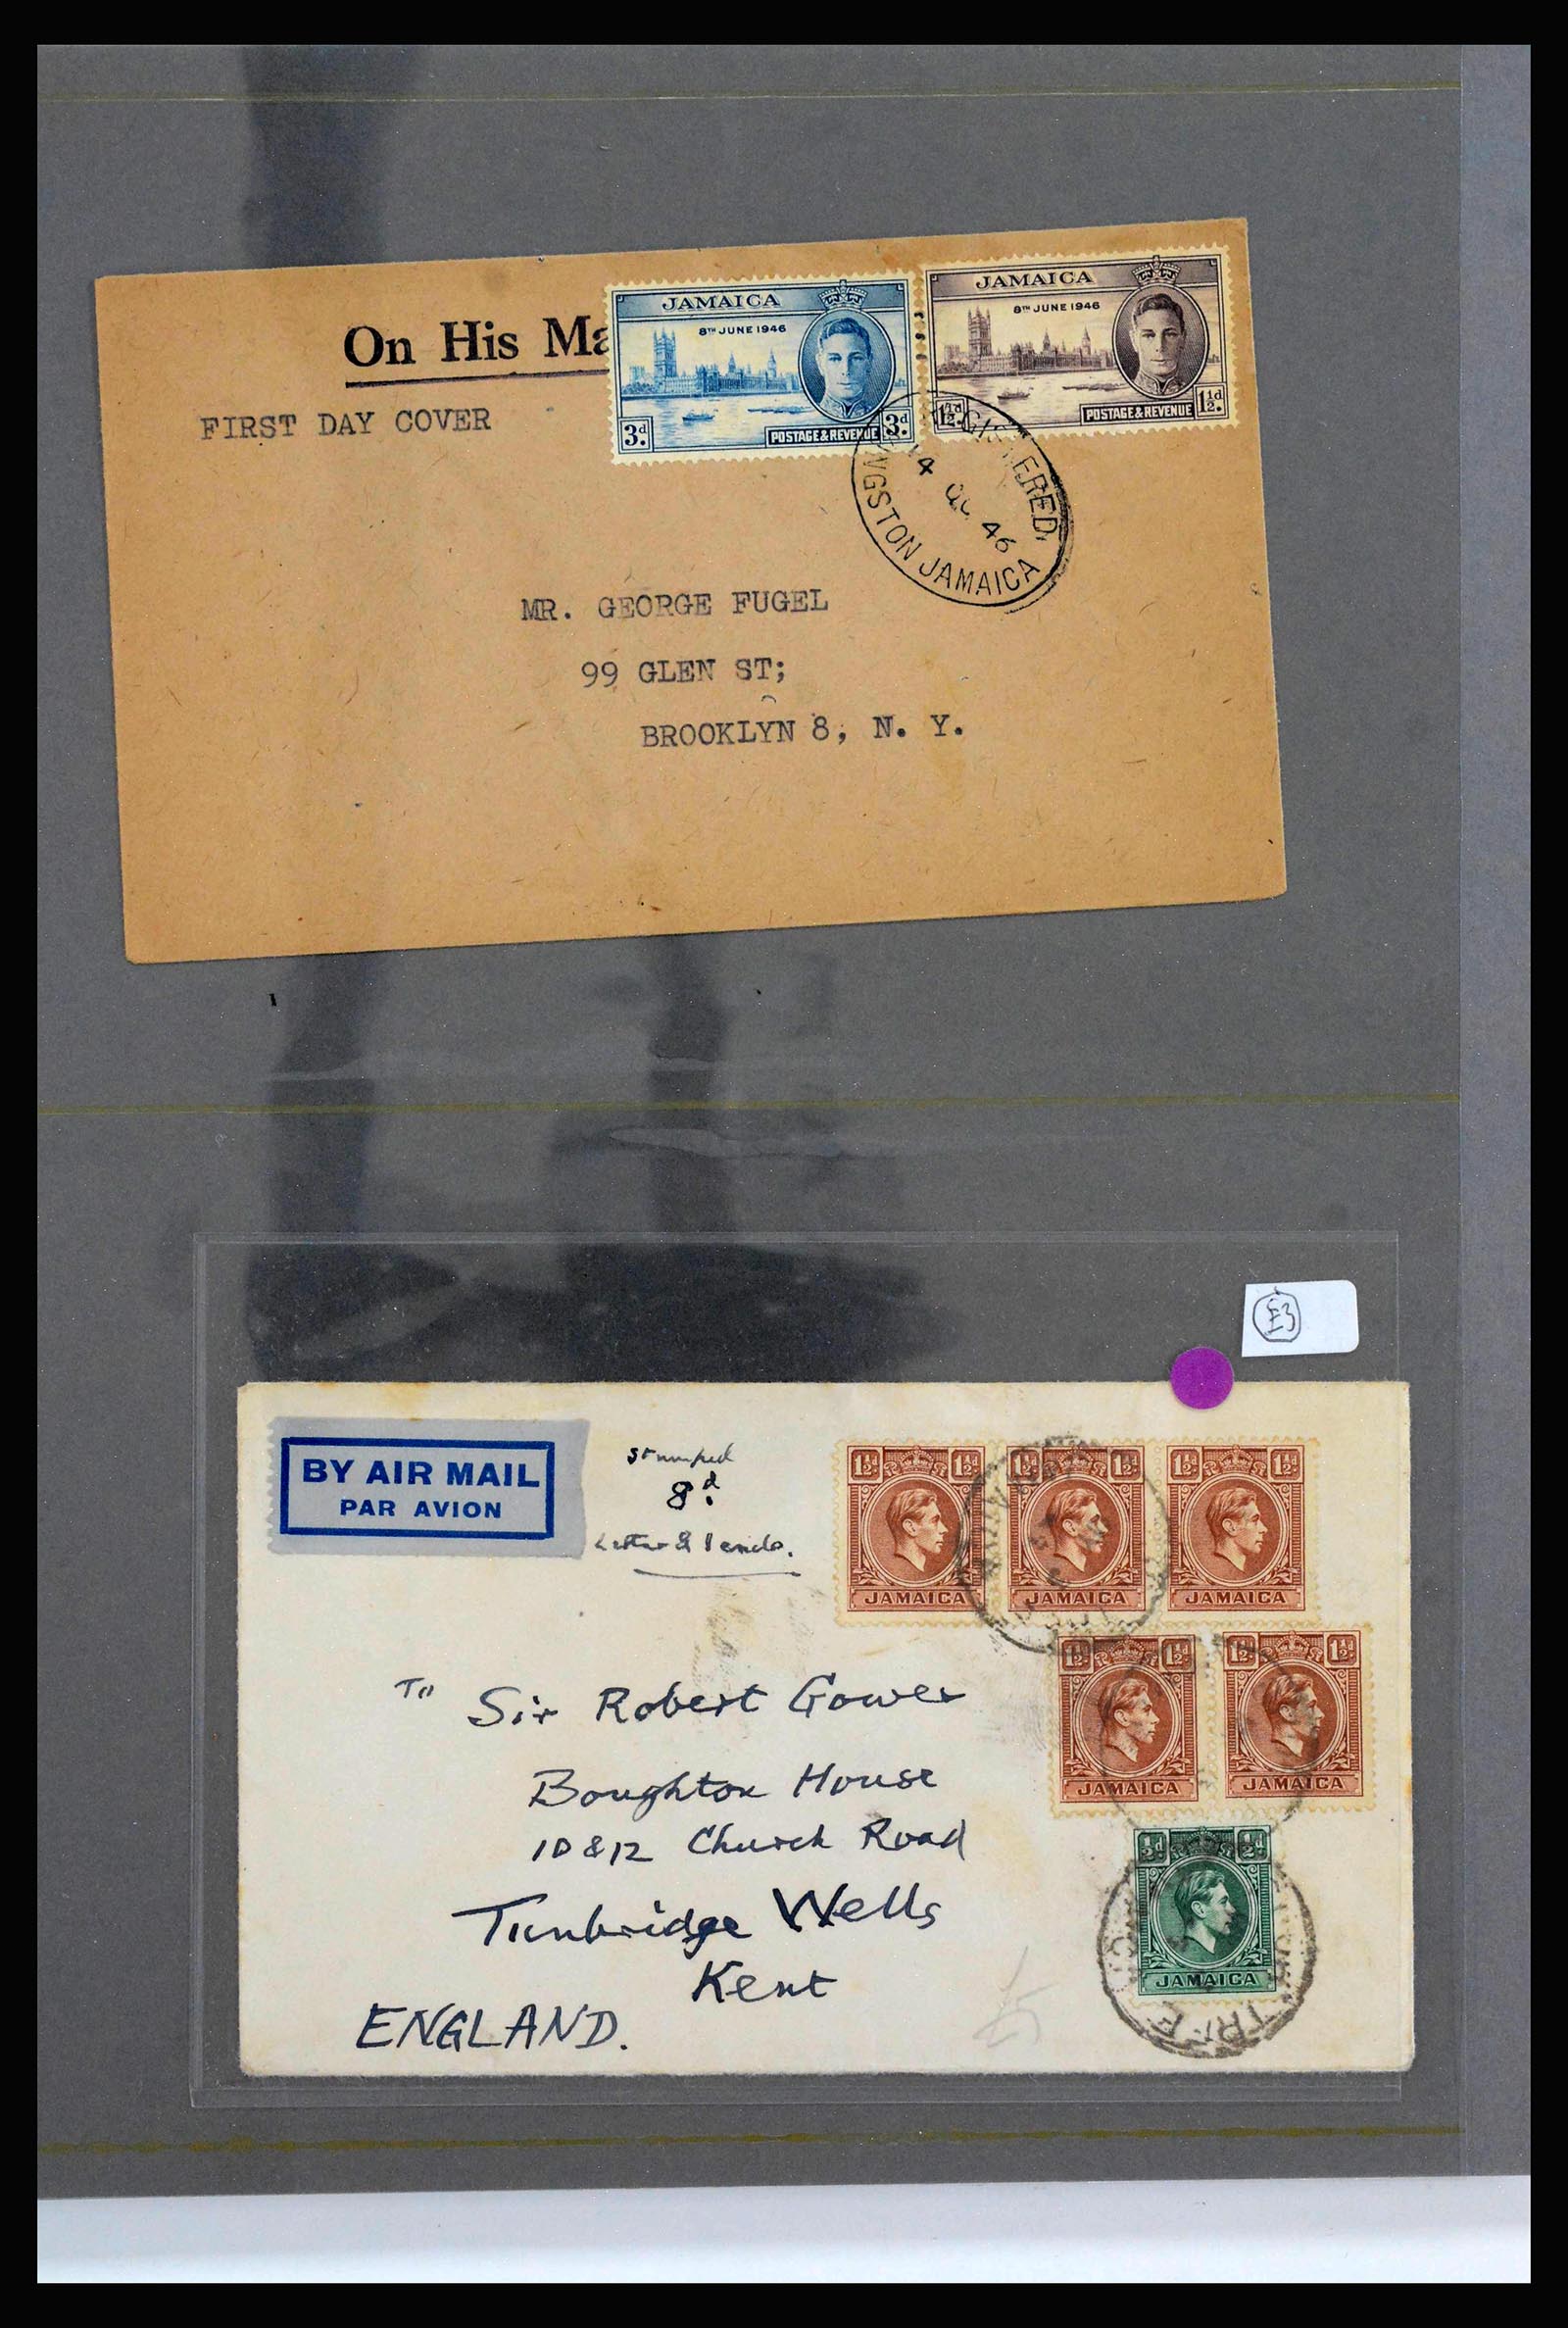 On His Ma
FIRST DAY COVER
JAMAICA
8TH JUNE 1946
3d 3d
POSTAGE & REVENUE
JAMAICA
8TH JUNE 1946
1½d 1½d
POSTAGE & REVENUE
14 46
JAMAICA
MR. GEORGE FUGEL
99 GLEN ST;
BROOKLYN 8, N. Y.
£3
BY AIR MAIL
PAR AVION
stamped
8d.
Letter &
1½d 1½d
JAMAICA
1½d 1½d
JAMAICA
1½d 1½d
JAMAICA
1½d 1½d
JAMAICA
1½d 1½d
JAMAICA
½d ½d
JAMAICA
To Sir Robert Gower
Boughton House
10 & 12 Church Road
Tunbridge Wells
Kent
ENGLAND.
£5